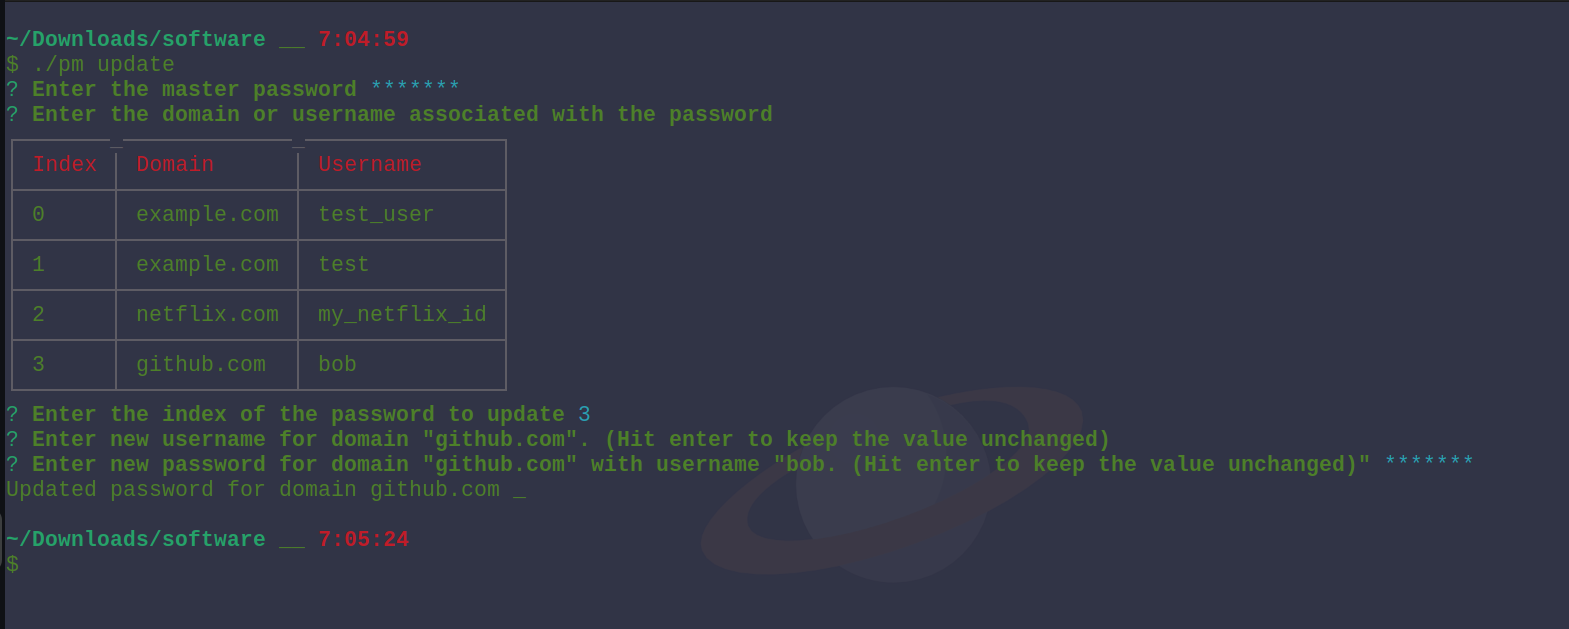 ~/Downloads/software __ 7:04:59
$ ./pm update
? Enter the master password *******
? Enter the domain or username associated with the password
Index Domain Username
0 example.com test_user
1 example.com test
2 netflix.com my_netflix_id
3 github.com bob
? Enter the index of the password to update 3
? Enter new username for domain "github.com". (Hit enter to keep the value unchanged)
? Enter new password for domain "github.com" with username "bob. (Hit enter to keep the value unchanged)" *******
Updated password for domain github.com _
~/Downloads/software __ 7:05:24
$